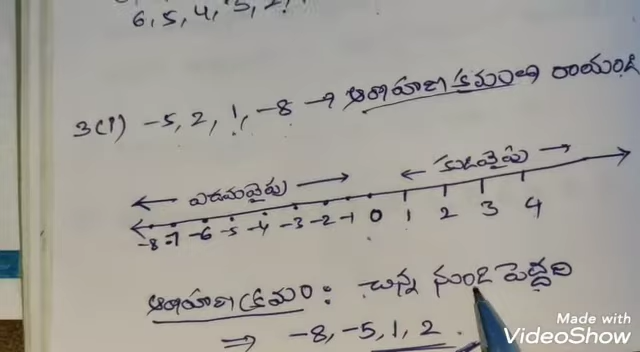 6, 5, 4, 3, 2,
3(1) -5, 2, 1, -8 → ఆరోహణ క్రమంలో రాయండి
← ఎడమవైపు → ← కుడివైపు →
-8 -7 -6 -5 -4 -3 -2 -1 0 1 2 3 4
ఆరోహణ క్రమం : చిన్న నుండి పెద్దది
⇒ -8, -5, 1, 2.
Made with
VideoShow